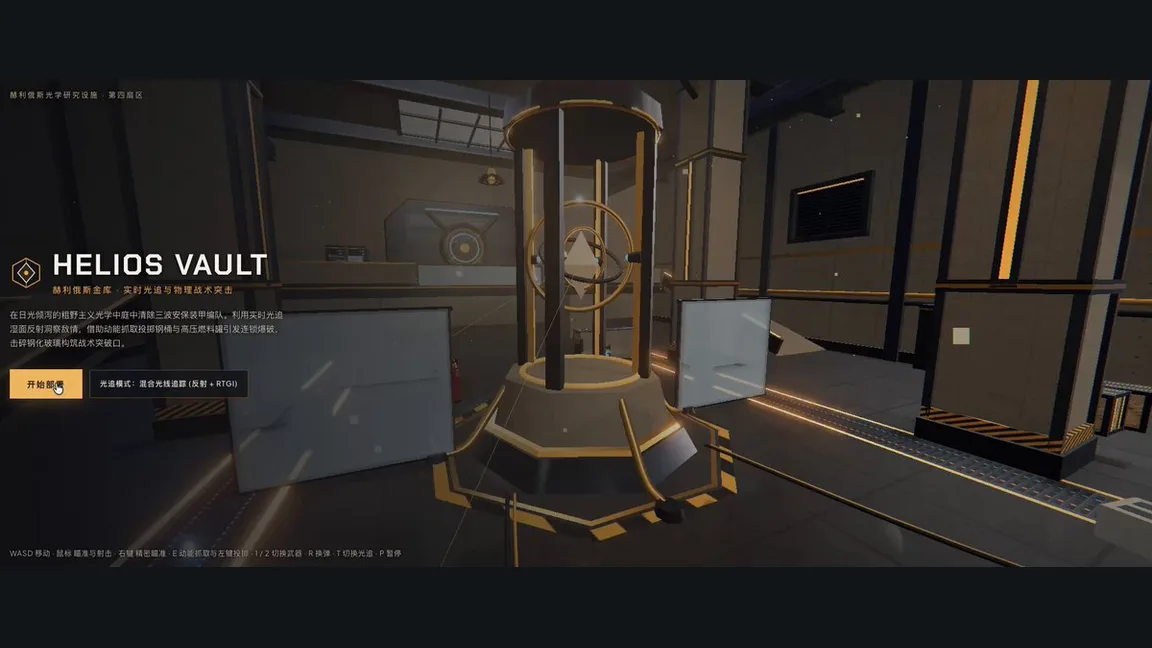 赫利俄斯光学研究设施 · 第四扇区
HELIOS VAULT
赫利俄斯金库 · 实时光追与物理战术突击
在日光倾泻的粗野主义光学中庭中清除三波安保装甲编队。利用实时光追
湿面反射洞察敌情，借助动能抓取投掷钢桶与高压燃料罐引发连锁爆破，
击碎钢化玻璃构筑战术突破口。
开始部署
光追模式：混合光线追踪 (反射 + RTGI)
WASD 移动 · 鼠标 瞄准与射击 · 右键 精密瞄准 · E 动能抓取与左键投掷 · 1 / 2 切换武器 · R 换弹 · T 切换光追 · P 暂停